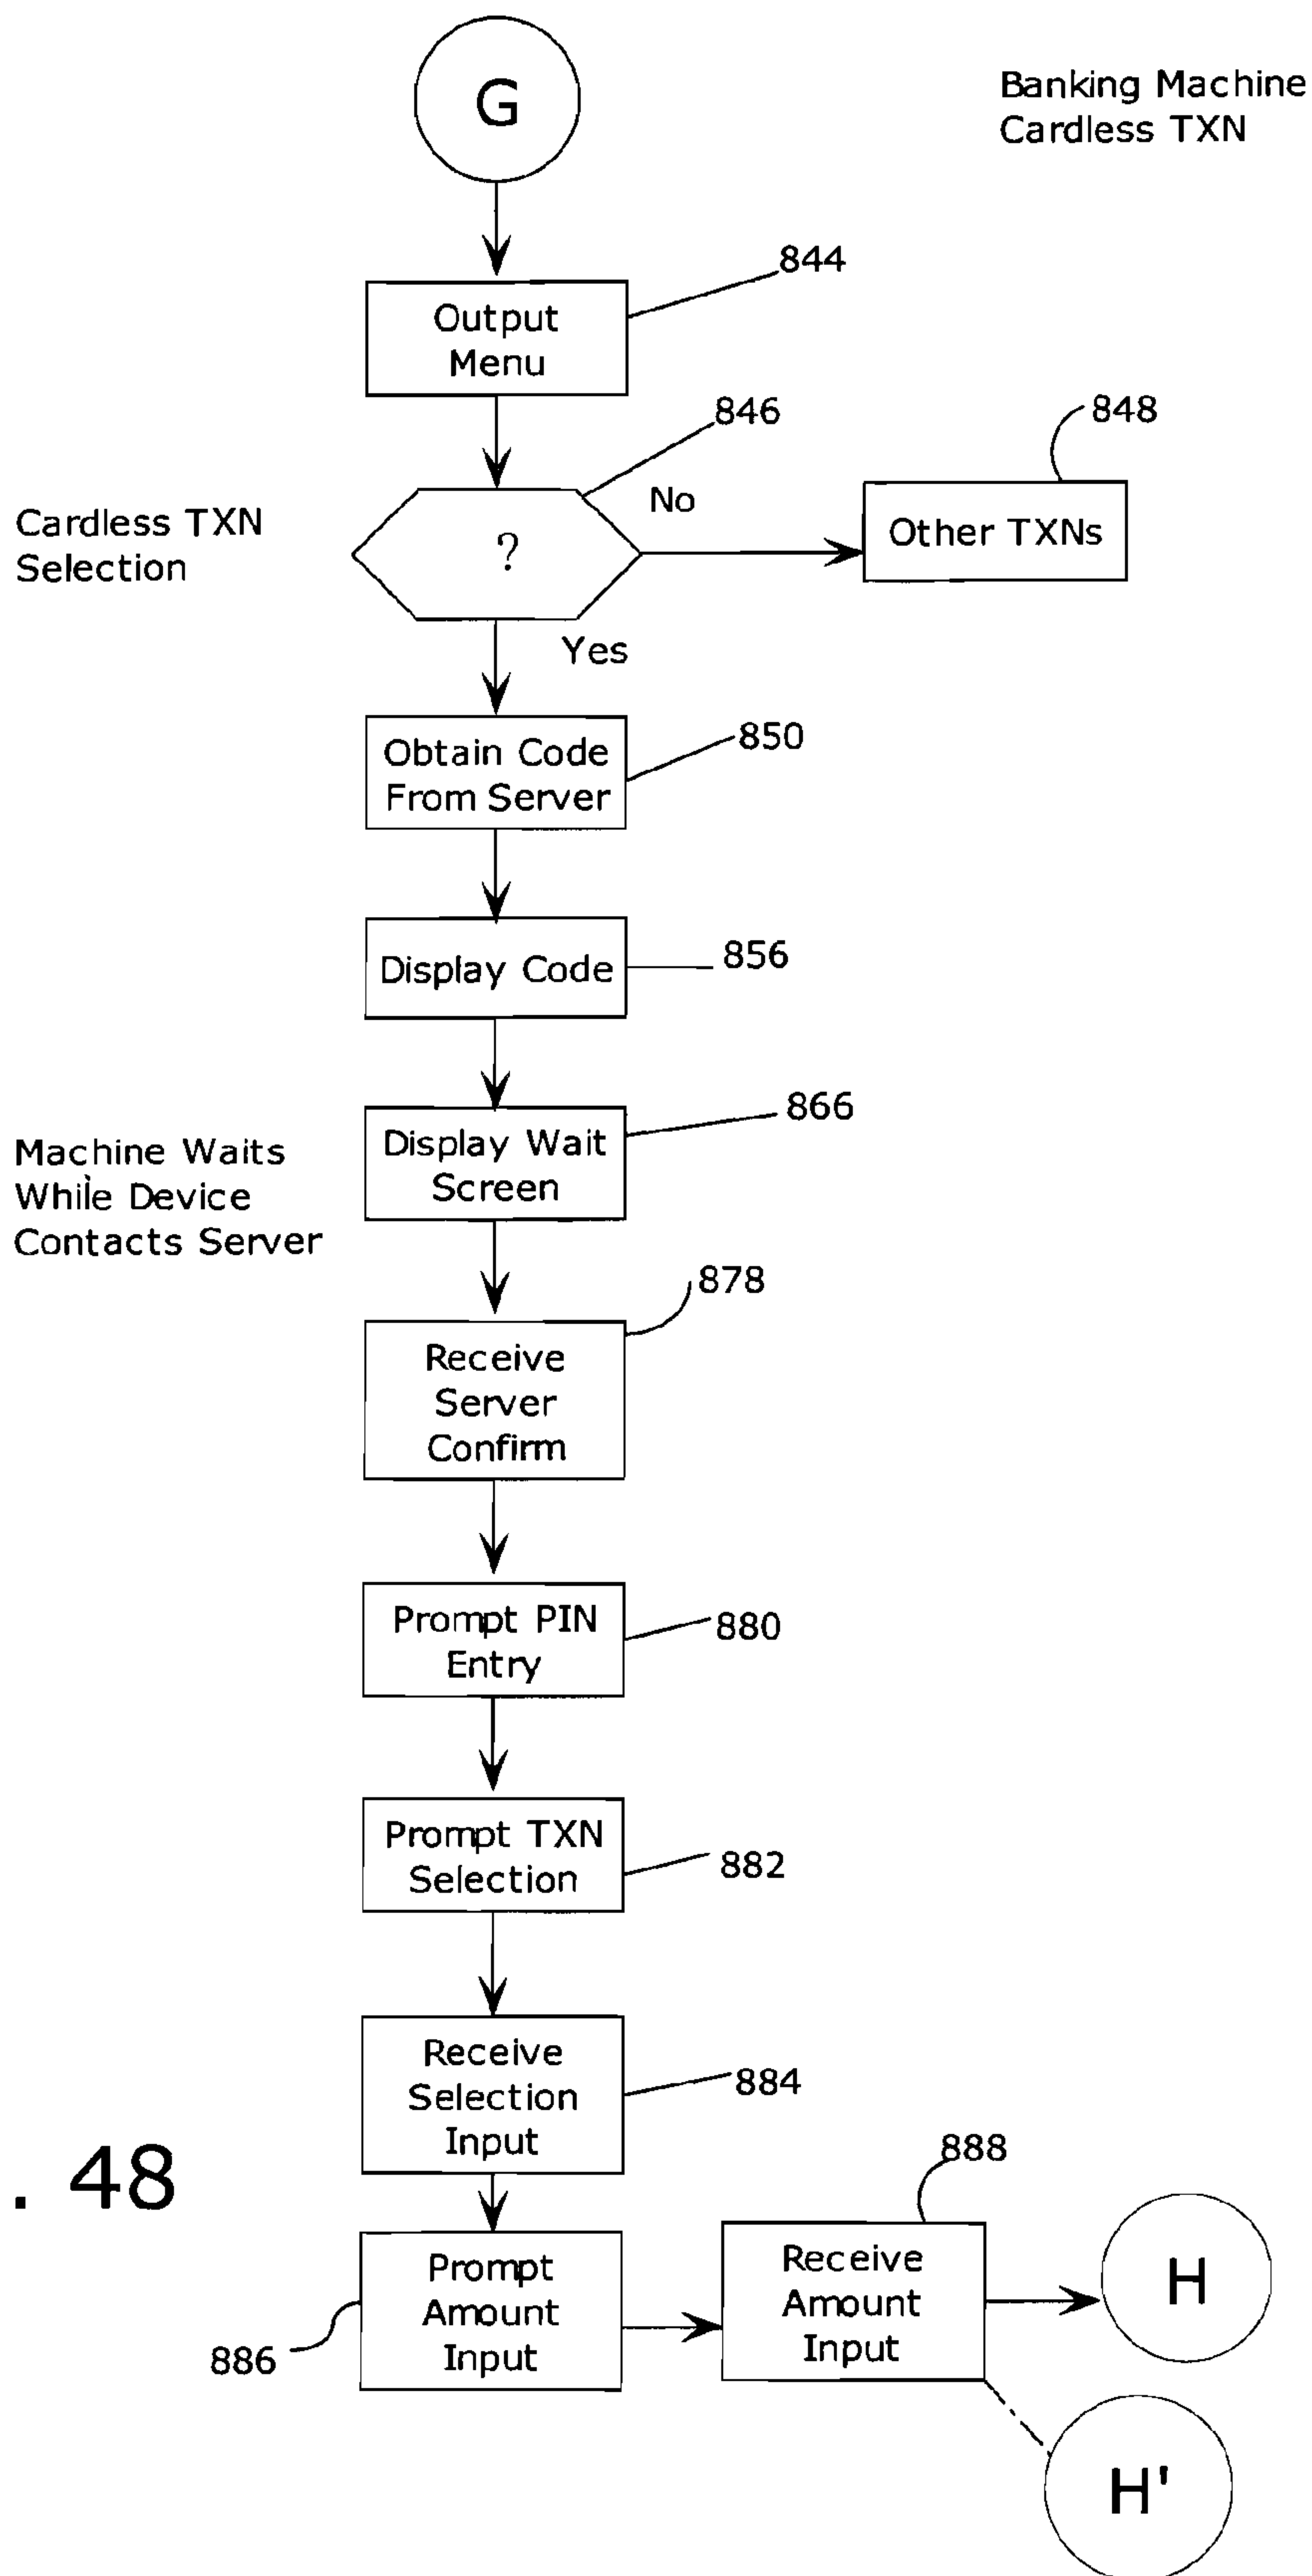 G
Banking Machine
Cardless TXN
844
Output
Menu
846
848
No
Other TXNs
Cardless TXN
Selection
?
Yes
850
Obtain Code
From Server
856
Display Code
866
Display Wait
Screen
Machine Waits
While Device
Contacts Server
878
Receive
Server
Confirm
880
Prompt PIN
Entry
882
Prompt TXN
Selection
884
Receive
Selection
Input
. 48
888
Prompt
Amount
Input
886
Receive
Amount
Input
H
H'